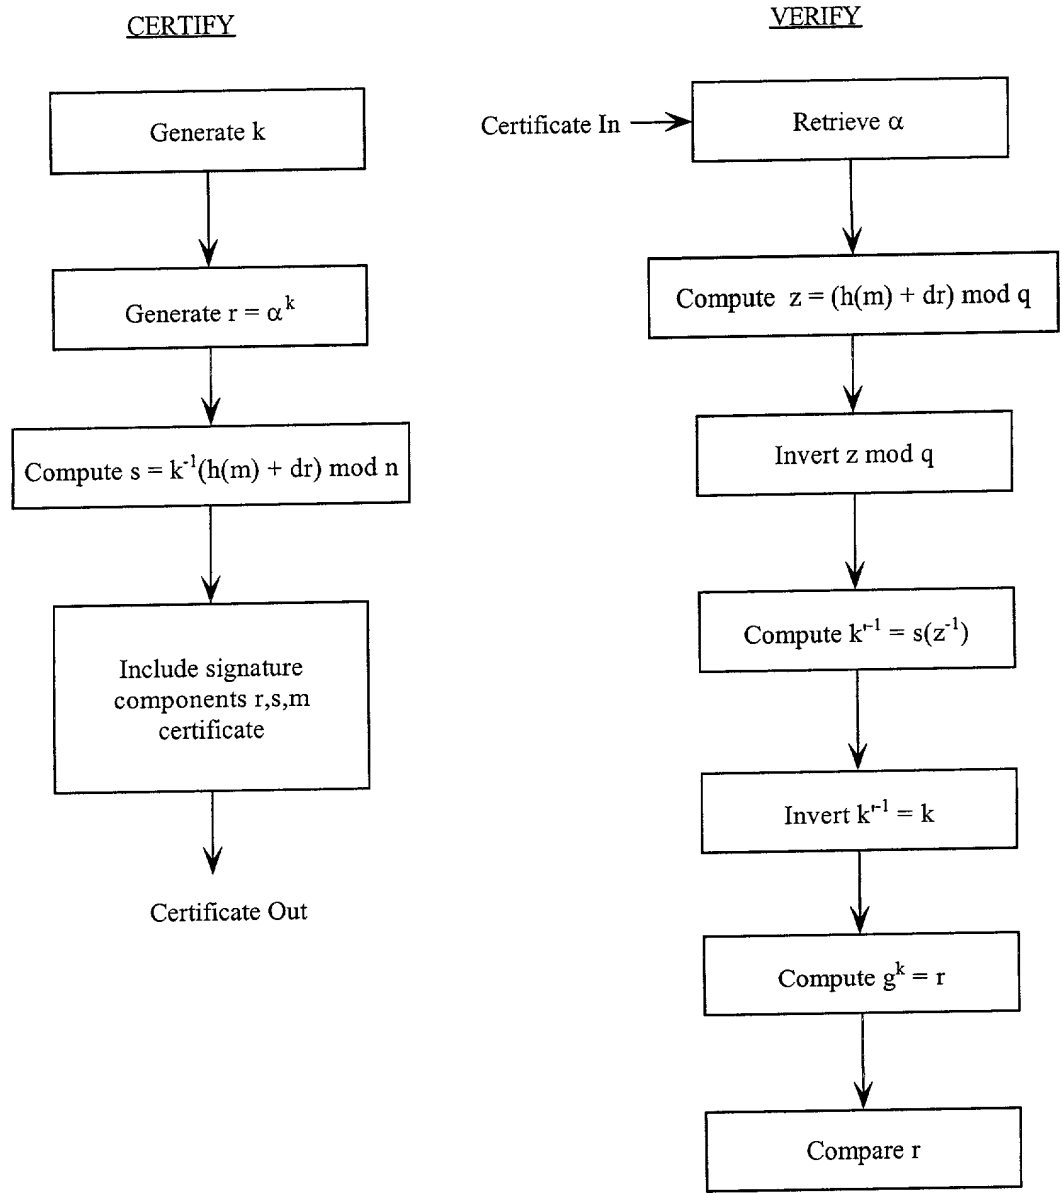 CERTIFY
Generate k
Generate r = α^k
Compute s = k^-1(h(m) + dr) mod n
Include signature
components r,s,m
certificate
Certificate Out
VERIFY
Certificate In
Retrieve α
Compute z = (h(m) + dr) mod q
Invert z mod q
Compute k'^-1 = s(z^-1)
Invert k'^-1 = k
Compute g^k = r
Compare r